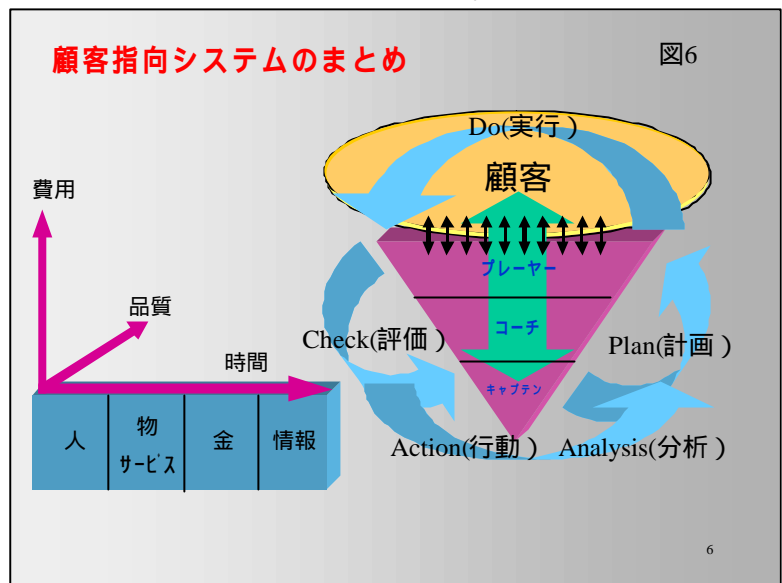 顧客指向システムのまとめ
図6
Do(実行)
顧客
費用
品質
時間
プレーヤー
コーチ
キャプテン
Check(評価)
Plan(計画)
Action(行動)
Analysis(分析)
人
物
サービス
金
情報
6